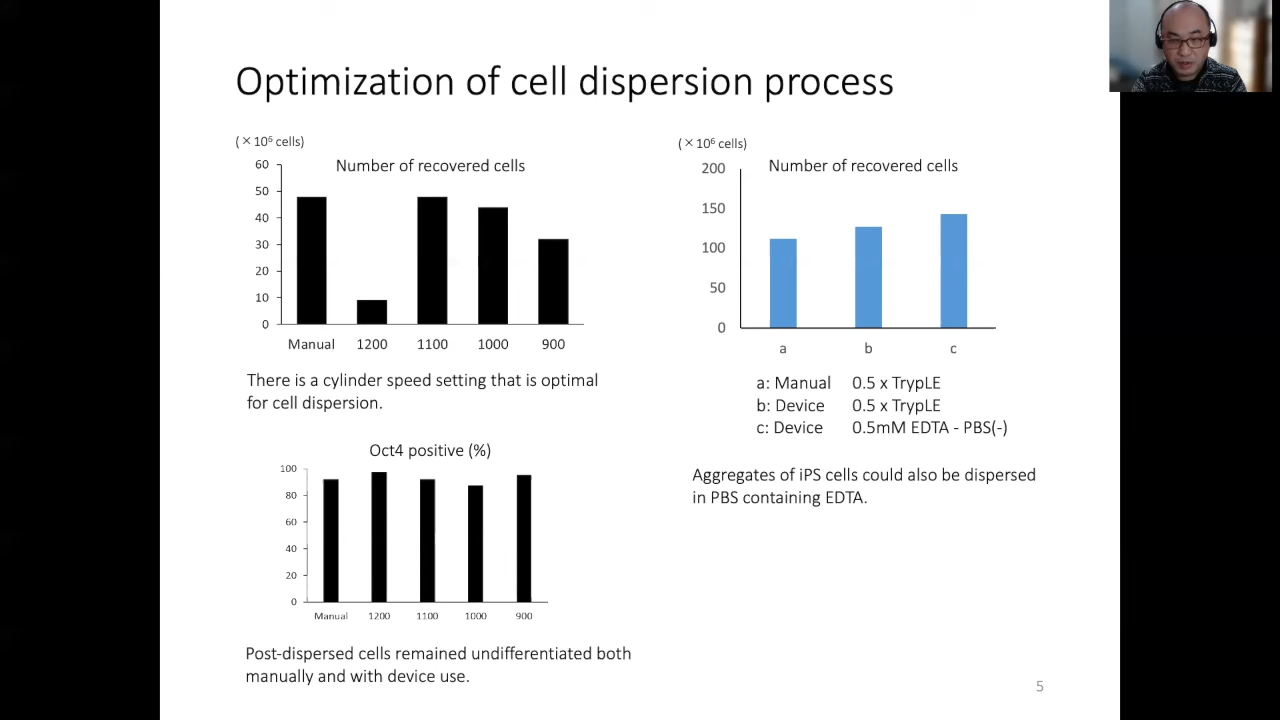 Optimization of cell dispersion process
(×10⁶ cells)
Number of recovered cells
60
50
40
30
20
10
0
Manual 1200 1100 1000 900
There is a cylinder speed setting that is optimal
for cell dispersion.
Oct4 positive (%)
100
80
60
40
20
0
Manual 1200 1100 1000 900
Post-dispersed cells remained undifferentiated both
manually and with device use.
(×10⁶ cells)
Number of recovered cells
200
150
100
50
0
a b c
a: Manual 0.5 x TrypLE
b: Device 0.5 x TrypLE
c: Device 0.5mM EDTA - PBS(-)
Aggregates of iPS cells could also be dispersed
in PBS containing EDTA.
5